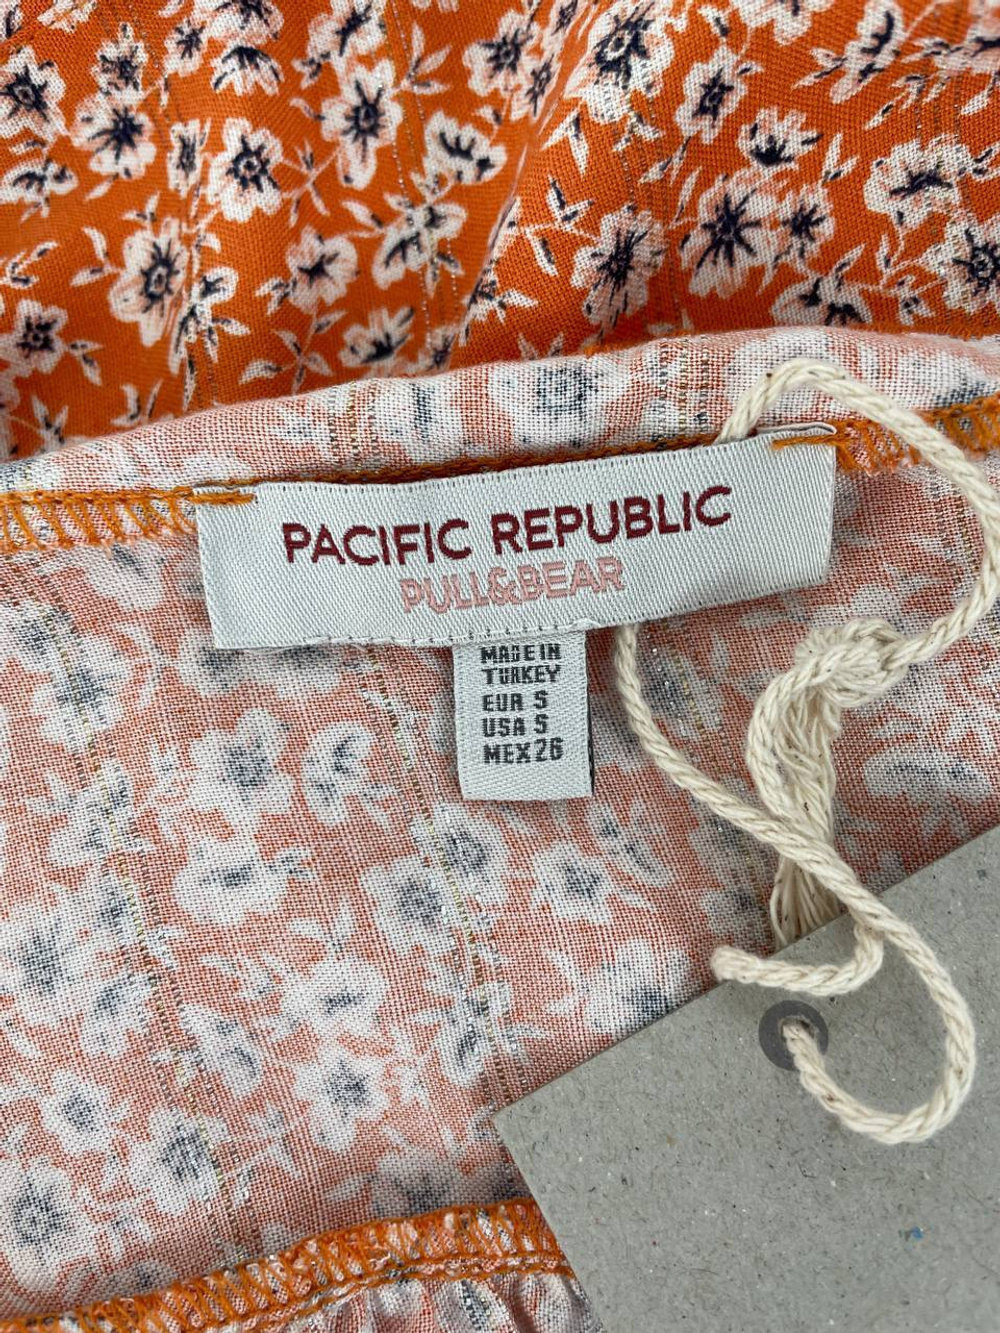 PACIFIC REPUBLIC
PULL&BEAR
MADE IN
TURKEY
EUR S
USA S
MEX 26